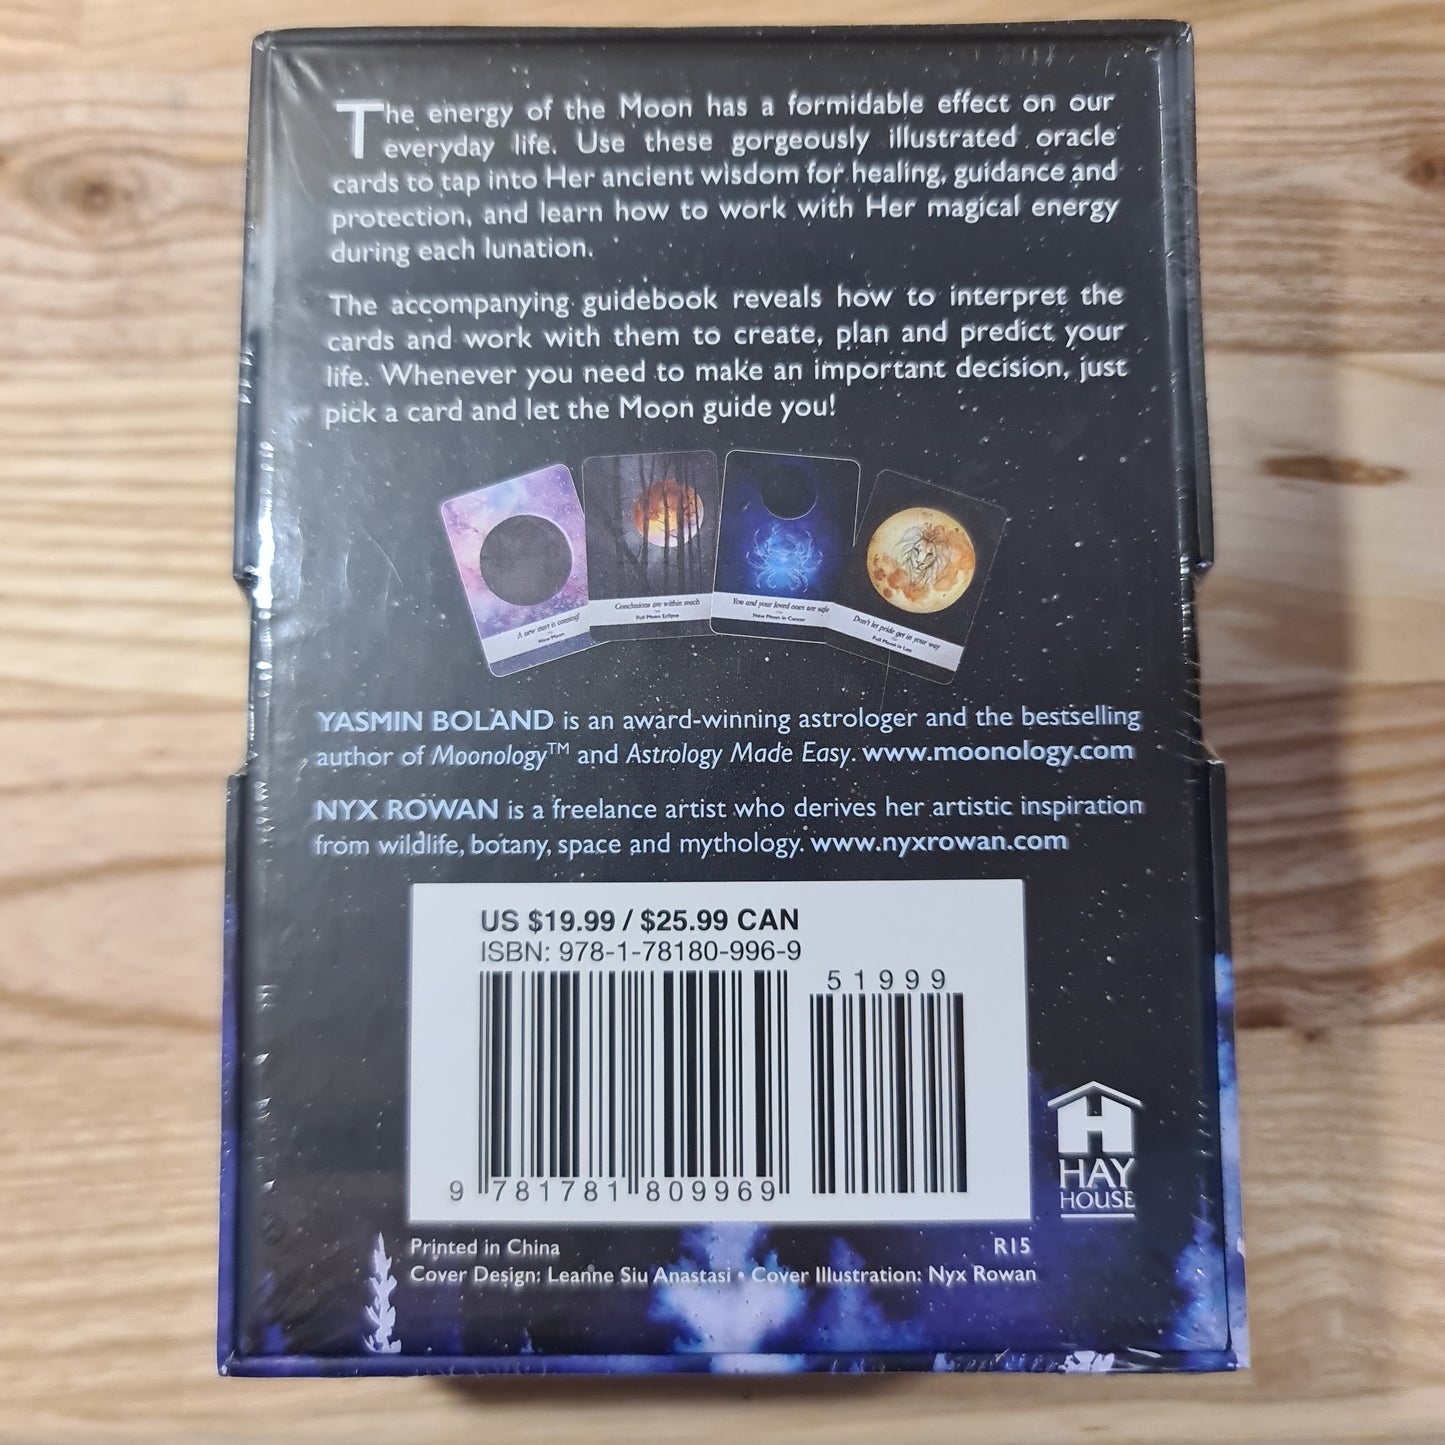 The energy of the Moon has a formidable effect on our
everyday life. Use these gorgeously illustrated oracle
cards to tap into Her ancient wisdom for healing, guidance and
protection, and learn how to work with Her magical energy
during each lunation.
The accompanying guidebook reveals how to interpret the
cards and work with them to create, plan and predict your
life. Whenever you need to make an important decision, just
pick a card and let the Moon guide you!
A new start is coming!
New Moon
Conclusions are within reach
Full Moon Eclipse
You and your loved ones are safe
New Moon in Cancer
Don't let pride get in your way
Full Moon in Leo
YASMIN BOLAND is an award-winning astrologer and the bestselling
author of Moonology™ and Astrology Made Easy. www.moonology.com
NYX ROWAN is a freelance artist who derives her artistic inspiration
from wildlife, botany, space and mythology. www.nyxrowan.com
US $19.99 / $25.99 CAN
ISBN: 978-1-78180-996-9
51999
9 781781 809969
HAY
HOUSE
Printed in China R15
Cover Design: Leanne Siu Anastasi • Cover Illustration: Nyx Rowan